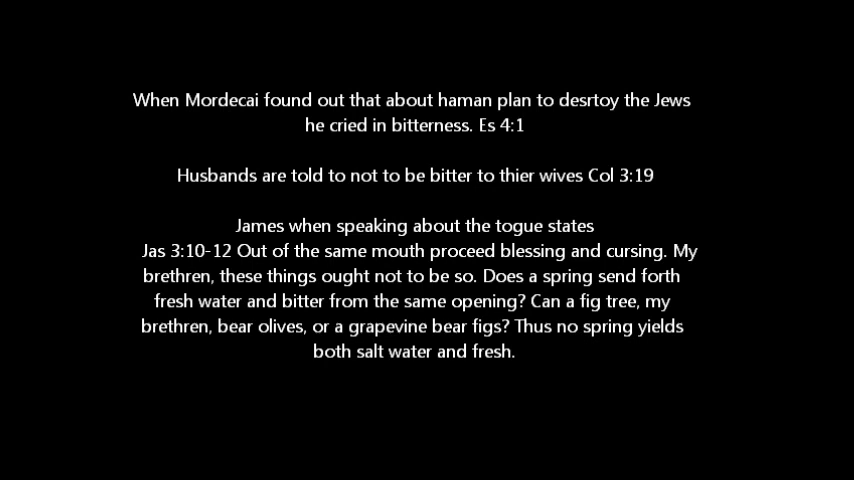 When Mordecai found out that about haman plan to desrtoy the Jews
he cried in bitterness. Es 4:1
Husbands are told to not to be bitter to thier wives Col 3:19
James when speaking about the togue states
Jas 3:10-12 Out of the same mouth proceed blessing and cursing. My
brethren, these things ought not to be so. Does a spring send forth
fresh water and bitter from the same opening? Can a fig tree, my
brethren, bear olives, or a grapevine bear figs? Thus no spring yields
both salt water and fresh.